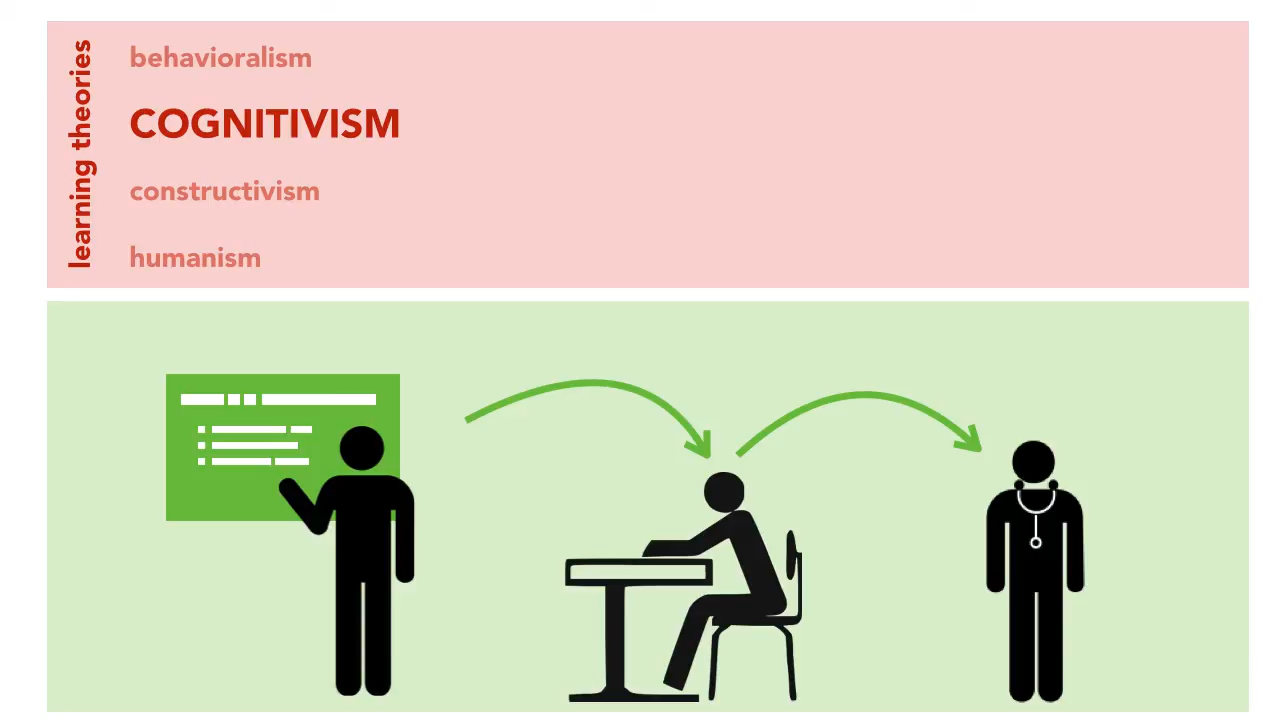 learning theories
behavioralism
COGNITIVISM
constructivism
humanism